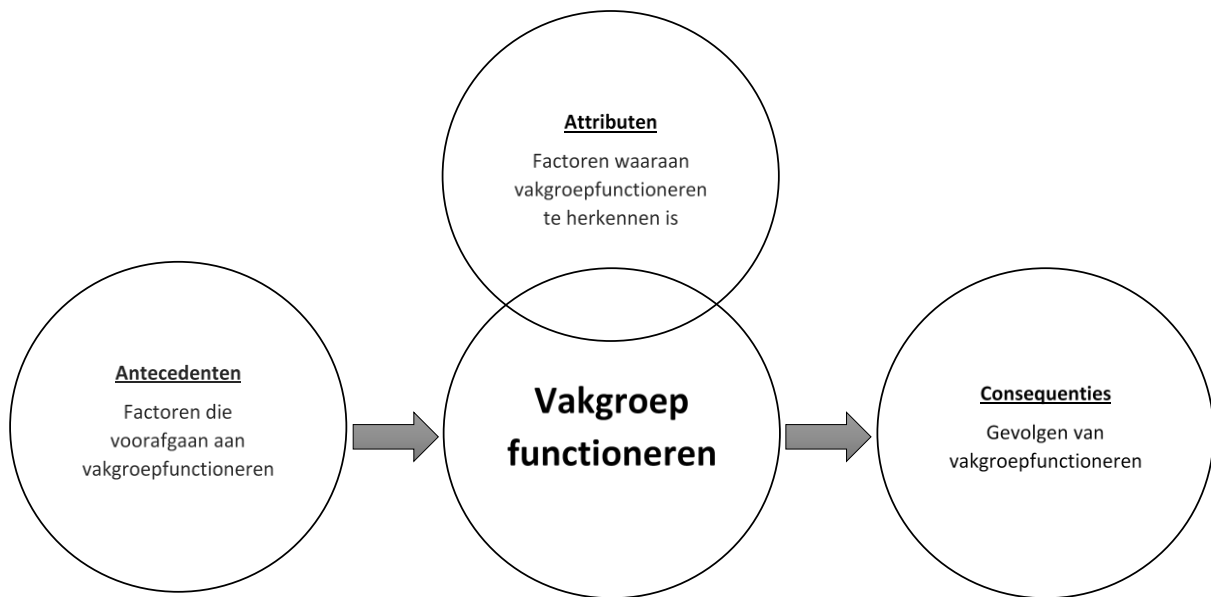 Attributen
Factoren waaraan
vakgroepfunctioneren
te herkennen is
Antecedenten
Factoren die
voorafgaan aan
vakgroepfunctioneren
Vakgroep
functioneren
Consequenties
Gevolgen van
vakgroepfunctioneren